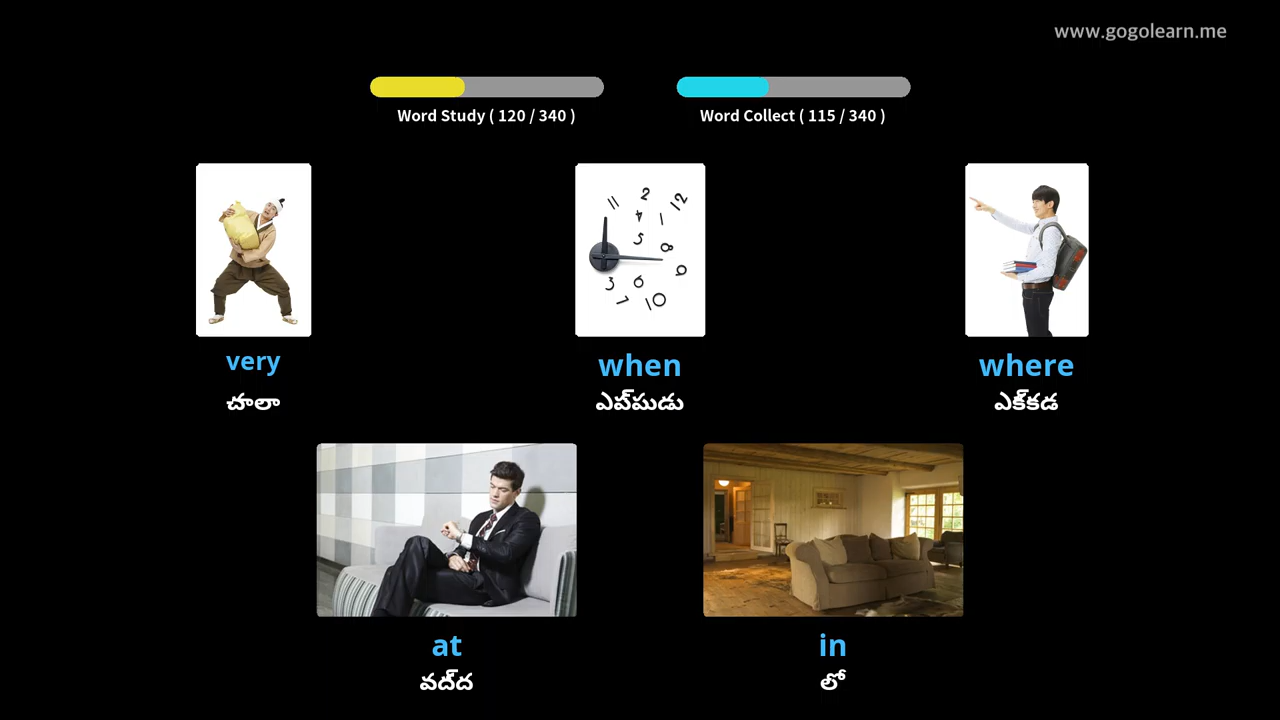 www.gogolearn.me
Word Study ( 120 / 340 )
Word Collect ( 115 / 340 )
very
చాలా
when
ఎప్పుడు
where
ఎక్కడ
at
వద్ద
in
లో